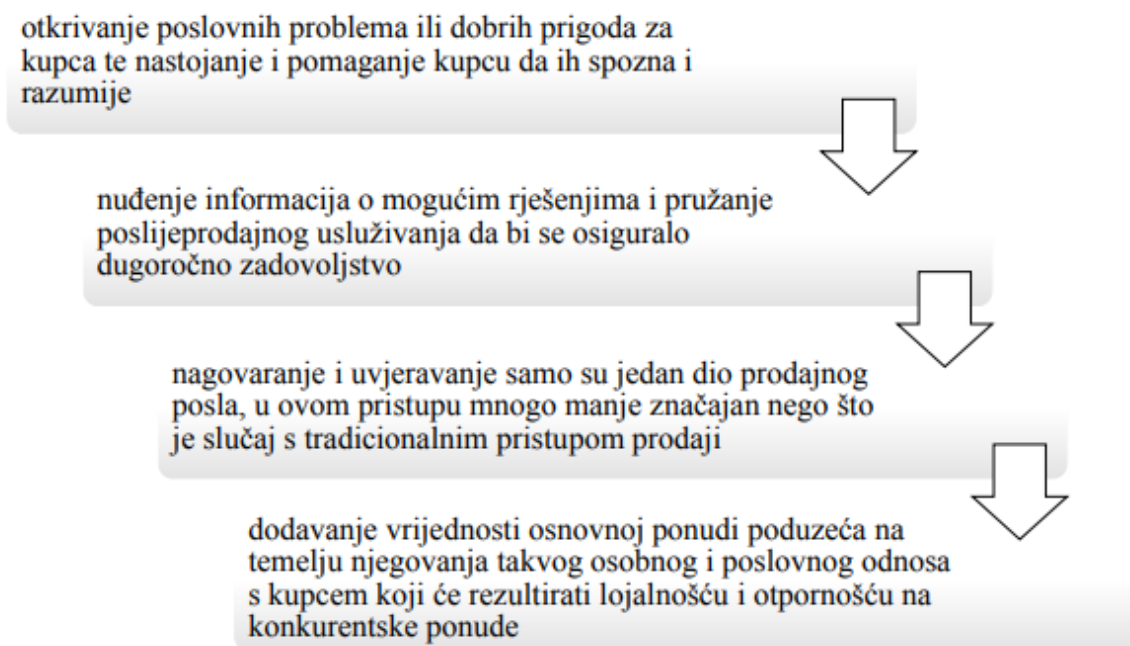 otkrivanje poslovnih problema ili dobrih prigoda za
kupca te nastojanje i pomaganje kupcu da ih spozna i
razumije
nuđenje informacija o mogućim rješenjima i pružanje
poslijeprodajnog usluživanja da bi se osiguralo
dugoročno zadovoljstvo
nagovaranje i uvjeravanje samo su jedan dio prodajnog
posla, u ovom pristupu mnogo manje značajan nego što
je slučaj s tradicionalnim pristupom prodaji
dodavanje vrijednosti osnovnoj ponudi poduzeća na
temelju njegovanja takvog osobnog i poslovnog odnosa
s kupcem koji će rezultirati lojalnošću i otpornošću na
konkurentske ponude